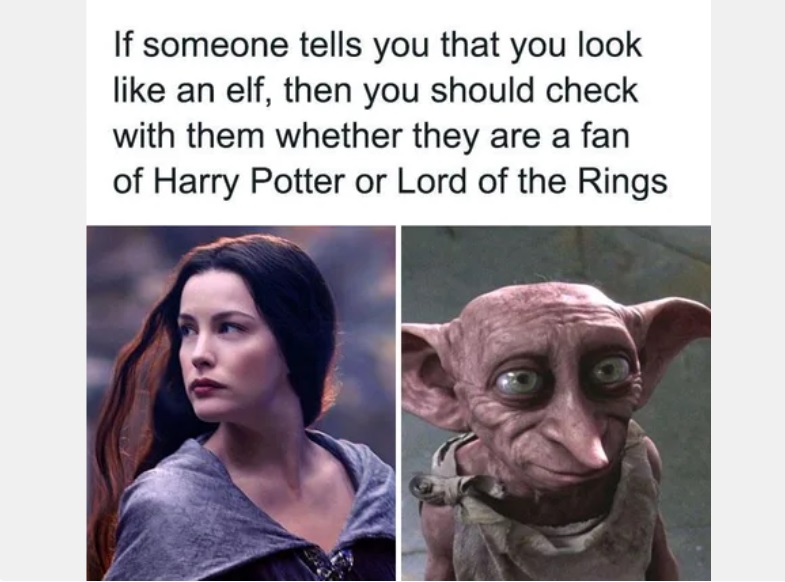 If someone tells you that you look
like an elf, then you should check
with them whether they are a fan
of Harry Potter or Lord of the Rings